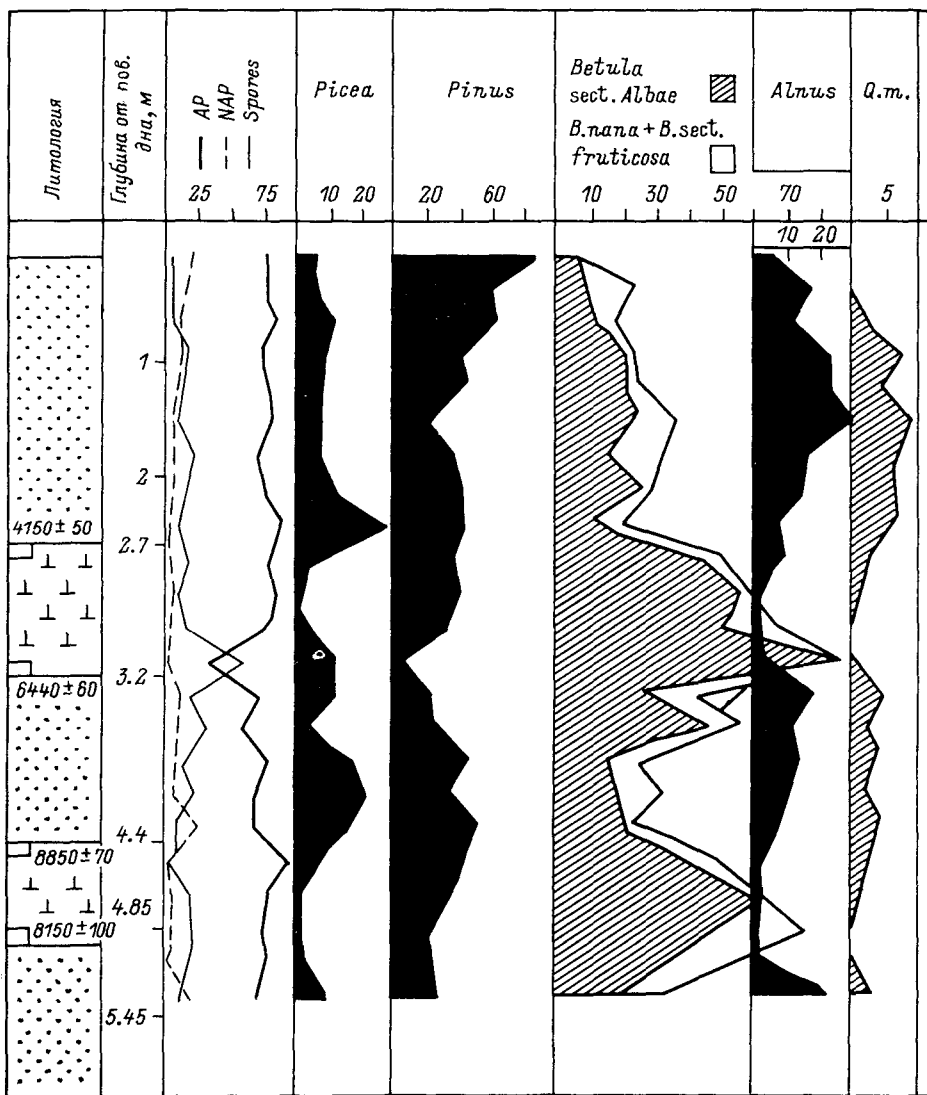 Литология
Глубина от пов.
дна, м
AP
NAP
Spores
25 75
Picea
10 20
Pinus
20 60
Betula
sect. Albae
B.nana + B.sect.
fruticosa
10 30 50
Alnus
70
10 20
Q.m.
5
1
2
4150 ± 50
2.7
3.2
6440 ± 60
4.4
8850 ± 70
4.85
8150 ± 100
5.45